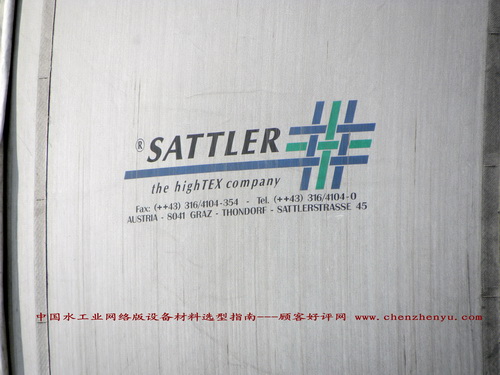 ® SATTLER
the highTEX company
Fax: (++43) 316/4104-354 - Tel. (++43) 316/4104-0
AUSTRIA - 8041 GRAZ - THONDORF - SATTLERSTRASSE 45
中国水工业网络版设备材料选型指南---顾客好评网 www.chenzhenyu.com